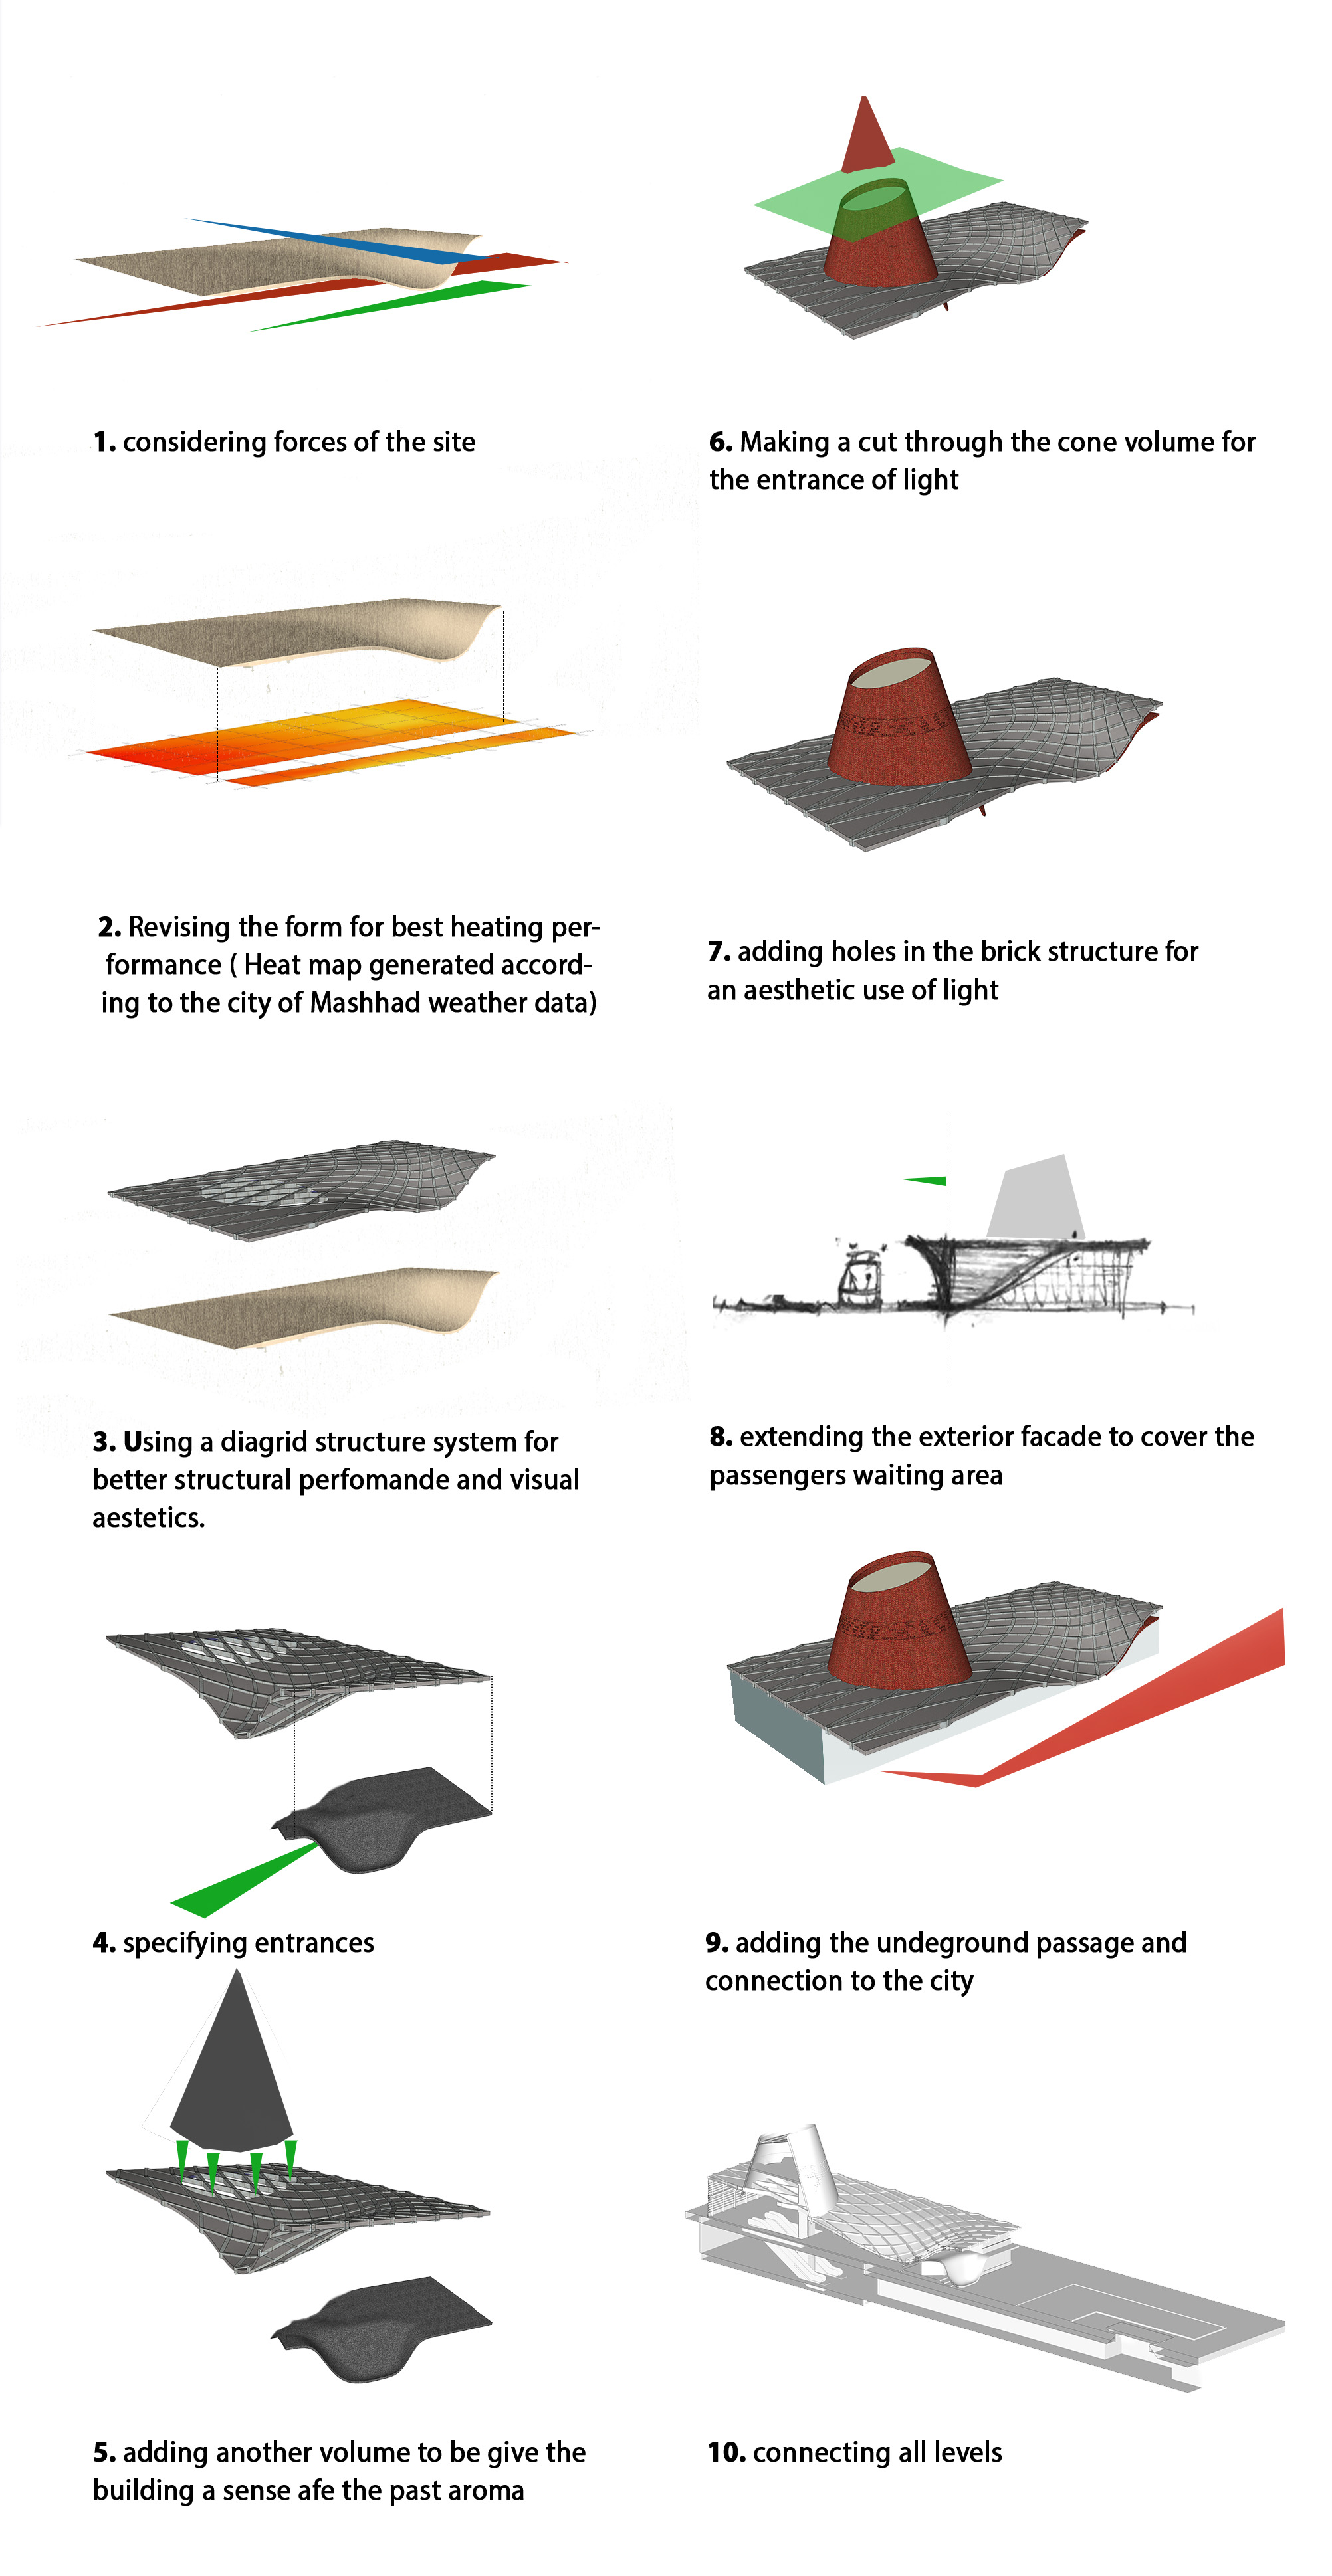 1. considering forces of the site
2. Revising the form for best heating per-
formance ( Heat map generated accord-
ing to the city of Mashhad weather data)
3. Using a diagrid structure system for
better structural perfomande and visual
aestetics.
4. specifying entrances
5. adding another volume to be give the
building a sense afe the past aroma
6. Making a cut through the cone volume for
the entrance of light
7. adding holes in the brick structure for
an aesthetic use of light
8. extending the exterior facade to cover the
passengers waiting area
9. adding the undeground passage and
connection to the city
10. connecting all levels